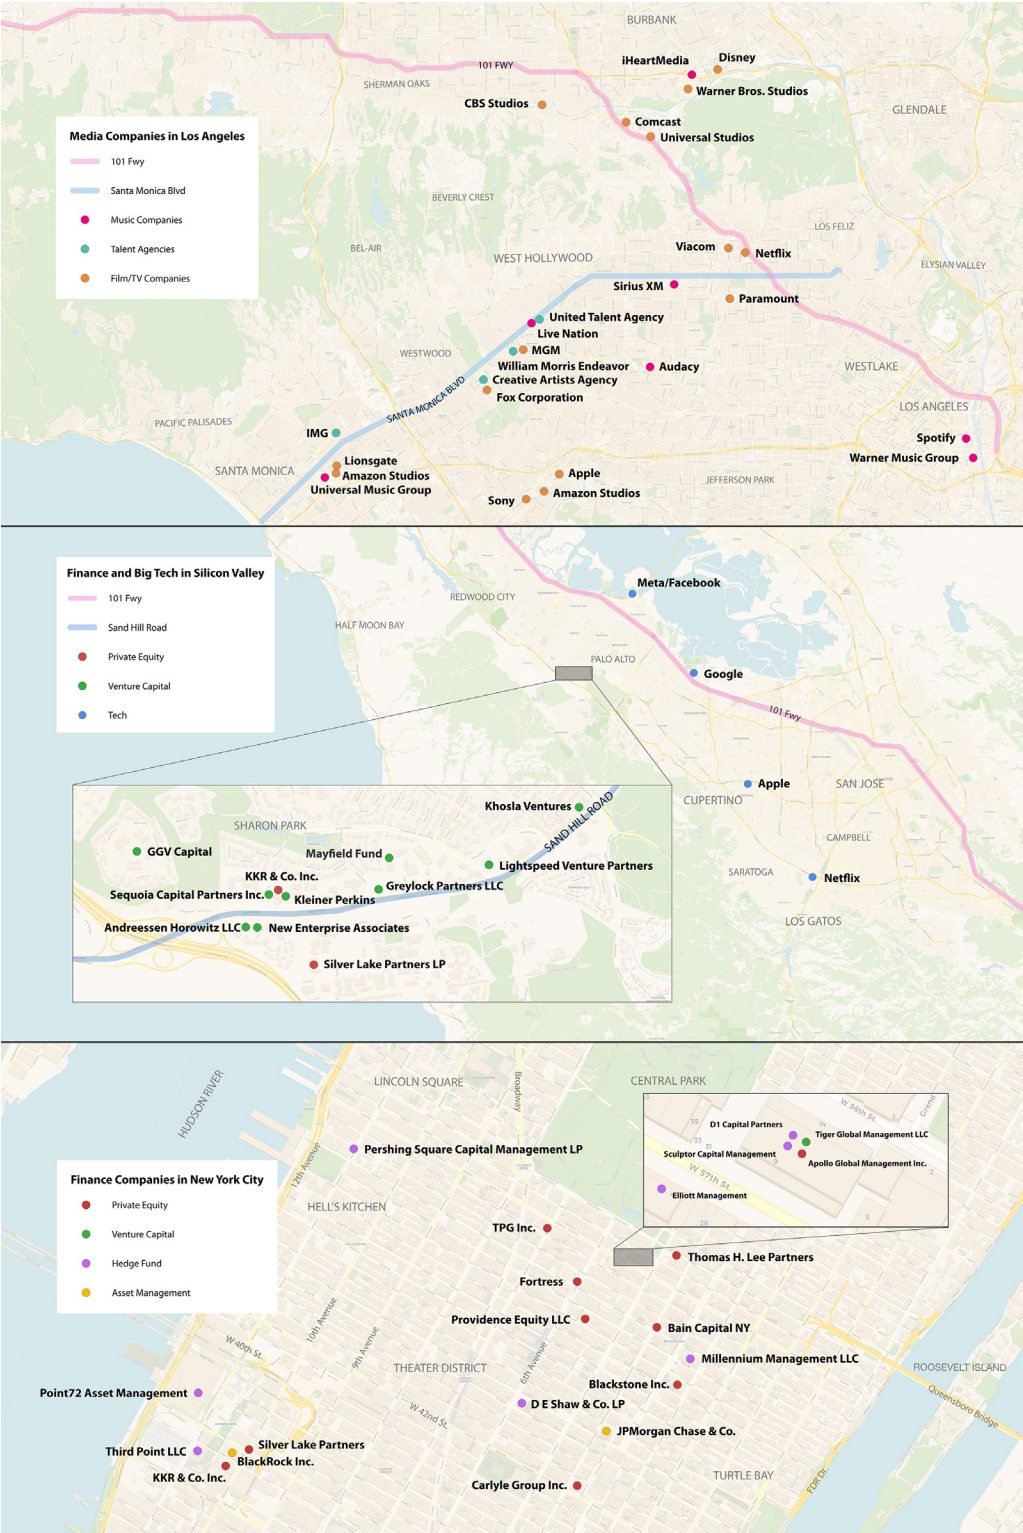 BURBANK
iHeartMedia
Disney
101 FWY
SHERMAN OAKS
Warner Bros. Studios
CBS Studios
GLENDALE
Comcast
Universal Studios
Media Companies in Los Angeles
101 Fwy
Santa Monica Blvd
Music Companies
Talent Agencies
Film/TV Companies
BEVERLY CREST
LOS FELIZ
BEL-AIR
Viacom
Netflix
WEST HOLLYWOOD
ELYSIAN VALLEY
Sirius XM
Paramount
United Talent Agency
Live Nation
WESTWOOD
MGM
William Morris Endeavor
Audacy
WESTLAKE
Creative Artists Agency
SANTA MONICA BLVD
Fox Corporation
LOS ANGELES
PACIFIC PALISADES
IMG
Spotify
Warner Music Group
Lionsgate
SANTA MONICA
Amazon Studios
Universal Music Group
Apple
JEFFERSON PARK
Amazon Studios
Sony
Finance and Big Tech in Silicon Valley
101 Fwy
Sand Hill Road
Private Equity
Venture Capital
Tech
Meta/Facebook
REDWOOD CITY
HALF MOON BAY
PALO ALTO
Google
101 Fwy
Apple
SAN JOSE
CUPERTINO
CAMPBELL
SARATOGA
Netflix
LOS GATOS
Khosla Ventures
SAND HILL ROAD
SHARON PARK
GGV Capital
Mayfield Fund
Lightspeed Venture Partners
KKR & Co. Inc.
Greylock Partners LLC
Sequoia Capital Partners Inc.
Kleiner Perkins
Andreessen Horowitz LLC
New Enterprise Associates
Silver Lake Partners LP
HUDSON RIVER
LINCOLN SQUARE
Broadway
CENTRAL PARK
12th Avenue
Pershing Square Capital Management LP
Finance Companies in New York City
Private Equity
Venture Capital
Hedge Fund
Asset Management
HELL'S KITCHEN
W 58th St.
Grand
D1 Capital Partners
Tiger Global Management LLC
Sculptor Capital Management
Apollo Global Management Inc.
W 57th St.
Elliott Management
35
33
31
14
9
2
3
28
1
TPG Inc.
Thomas H. Lee Partners
Fortress
Providence Equity LLC
10th Avenue
9th Avenue
W 40th St.
Bain Capital NY
6th Avenue
THEATER DISTRICT
Millennium Management LLC
ROOSEVELT ISLAND
Queensboro Bridge
Point72 Asset Management
Blackstone Inc.
D E Shaw & Co. LP
W 42nd St.
JPMorgan Chase & Co.
Third Point LLC
Silver Lake Partners
BlackRock Inc.
KKR & Co. Inc.
Carlyle Group Inc.
TURTLE BAY
FDR Dr.